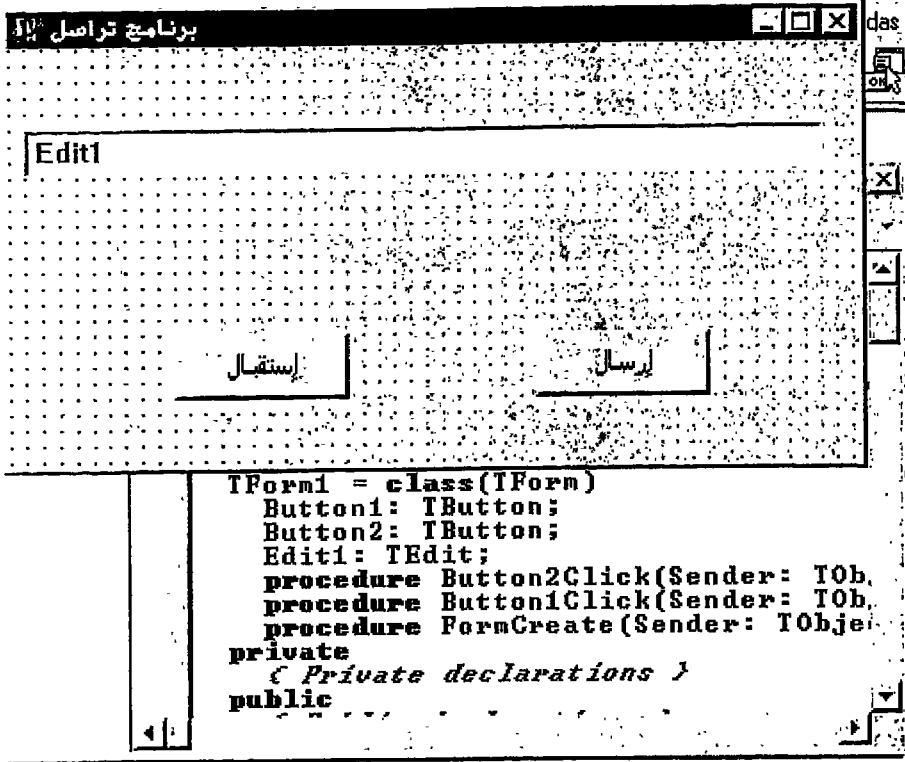 برنامج تراسل
das
OK
Edit1
إستقبال
إرسال
TForm1 = class(TForm)
Button1: TButton;
Button2: TButton;
Edit1: TEdit;
procedure Button2Click(Sender: TOb
procedure Button1Click(Sender: TOb
procedure FormCreate(Sender: TObje
private
{ Private declarations }
public